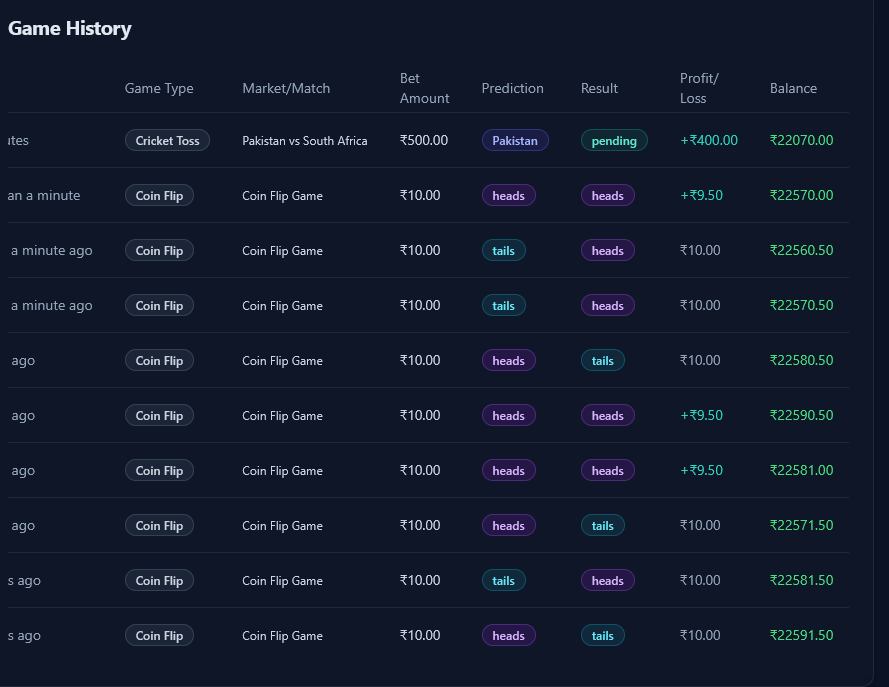 Game History
Game Type Market/Match Bet Amount Prediction Result Profit/ Loss Balance
Cricket Toss Pakistan vs South Africa ₹500.00 Pakistan pending +₹400.00 ₹22070.00
an a minute Coin Flip Coin Flip Game ₹10.00 heads heads +₹9.50 ₹22570.00
a minute ago Coin Flip Coin Flip Game ₹10.00 tails heads ₹10.00 ₹22560.50
a minute ago Coin Flip Coin Flip Game ₹10.00 tails heads ₹10.00 ₹22570.50
ago Coin Flip Coin Flip Game ₹10.00 heads tails ₹10.00 ₹22580.50
ago Coin Flip Coin Flip Game ₹10.00 heads heads +₹9.50 ₹22590.50
ago Coin Flip Coin Flip Game ₹10.00 heads heads +₹9.50 ₹22581.00
ago Coin Flip Coin Flip Game ₹10.00 heads tails ₹10.00 ₹22571.50
s ago Coin Flip Coin Flip Game ₹10.00 tails heads ₹10.00 ₹22581.50
s ago Coin Flip Coin Flip Game ₹10.00 heads tails ₹10.00 ₹22591.50